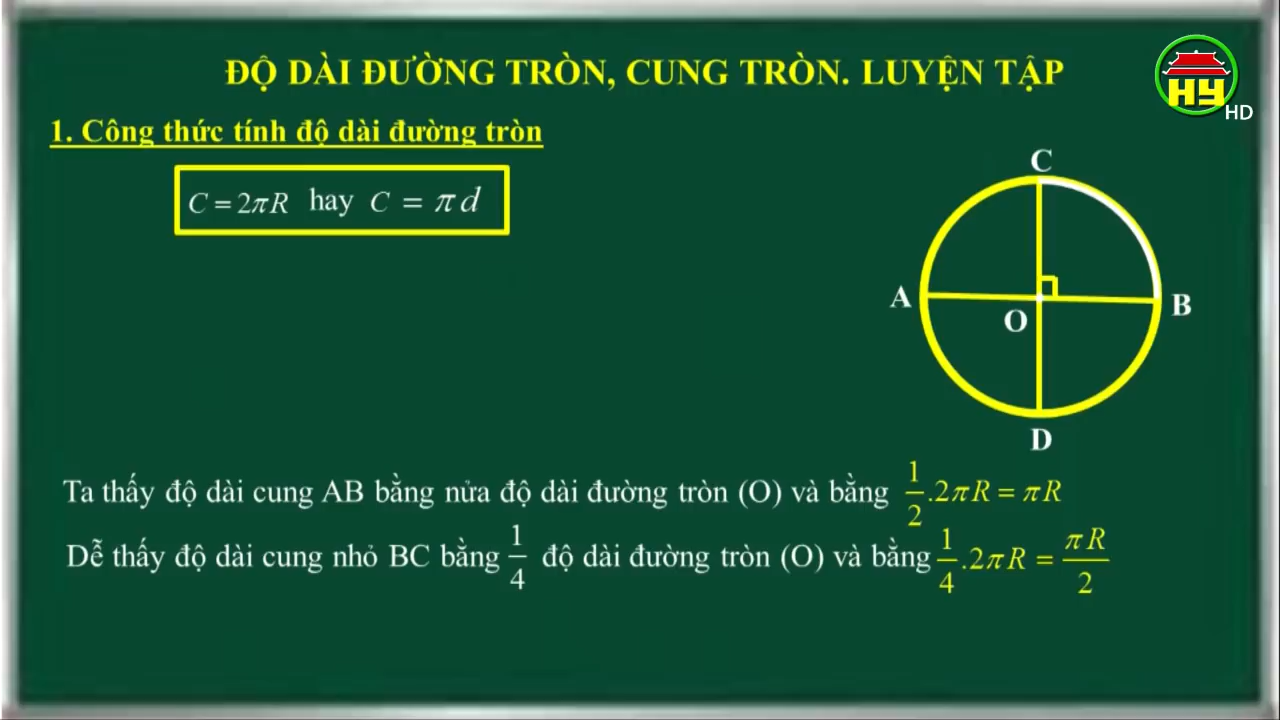 ĐỘ DÀI ĐƯỜNG TRÒN, CUNG TRÒN. LUYỆN TẬP
HY
HD
1. Công thức tính độ dài đường tròn
C = 2πR hay C = πd
C
A
B
O
D
Ta thấy độ dài cung AB bằng nửa độ dài đường tròn (O) và bằng 1/2 .2πR = πR
Dễ thấy độ dài cung nhỏ BC bằng 1/4 độ dài đường tròn (O) và bằng 1/4 .2πR = πR/2